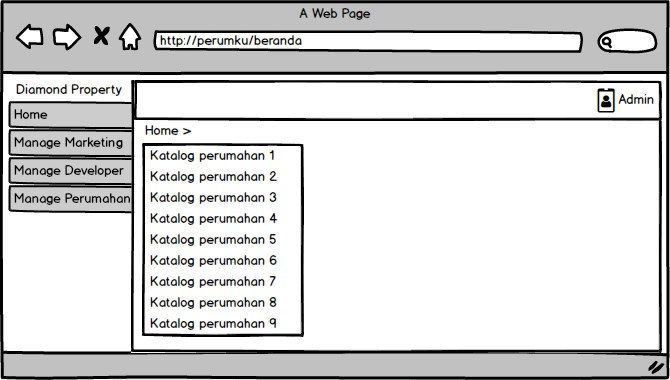 A Web Page
http://perumku/beranda
Diamond Property
Home
Manage Marketing
Manage Developer
Manage Perumahan
Admin
Home >
Katalog perumahan 1
Katalog perumahan 2
Katalog perumahan 3
Katalog perumahan 4
Katalog perumahan 5
Katalog perumahan 6
Katalog perumahan 7
Katalog perumahan 8
Katalog perumahan 9